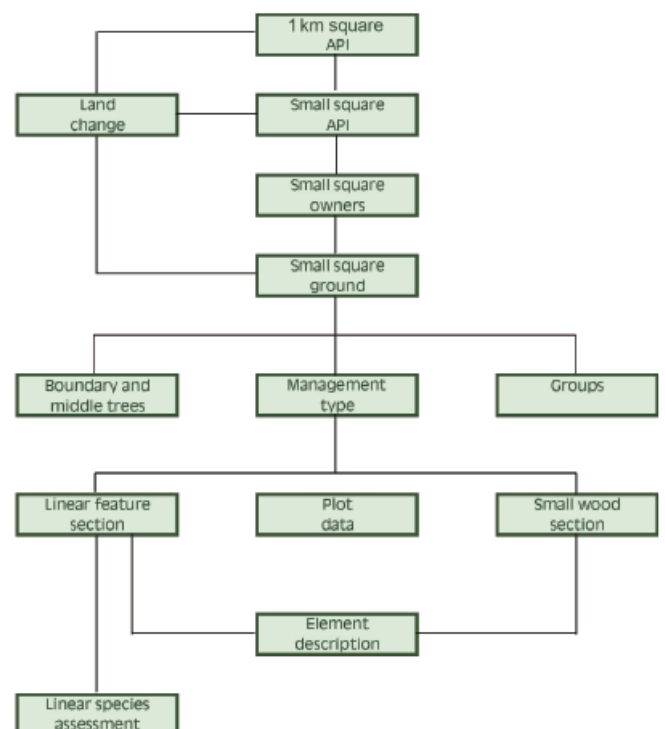 1 km square
API
Land
change
Small square
API
Small square
owners
Small square
ground
Boundary and
middle trees
Management
type
Groups
Linear feature
section
Plot
data
Small wood
section
Element
description
Linear species
assessment